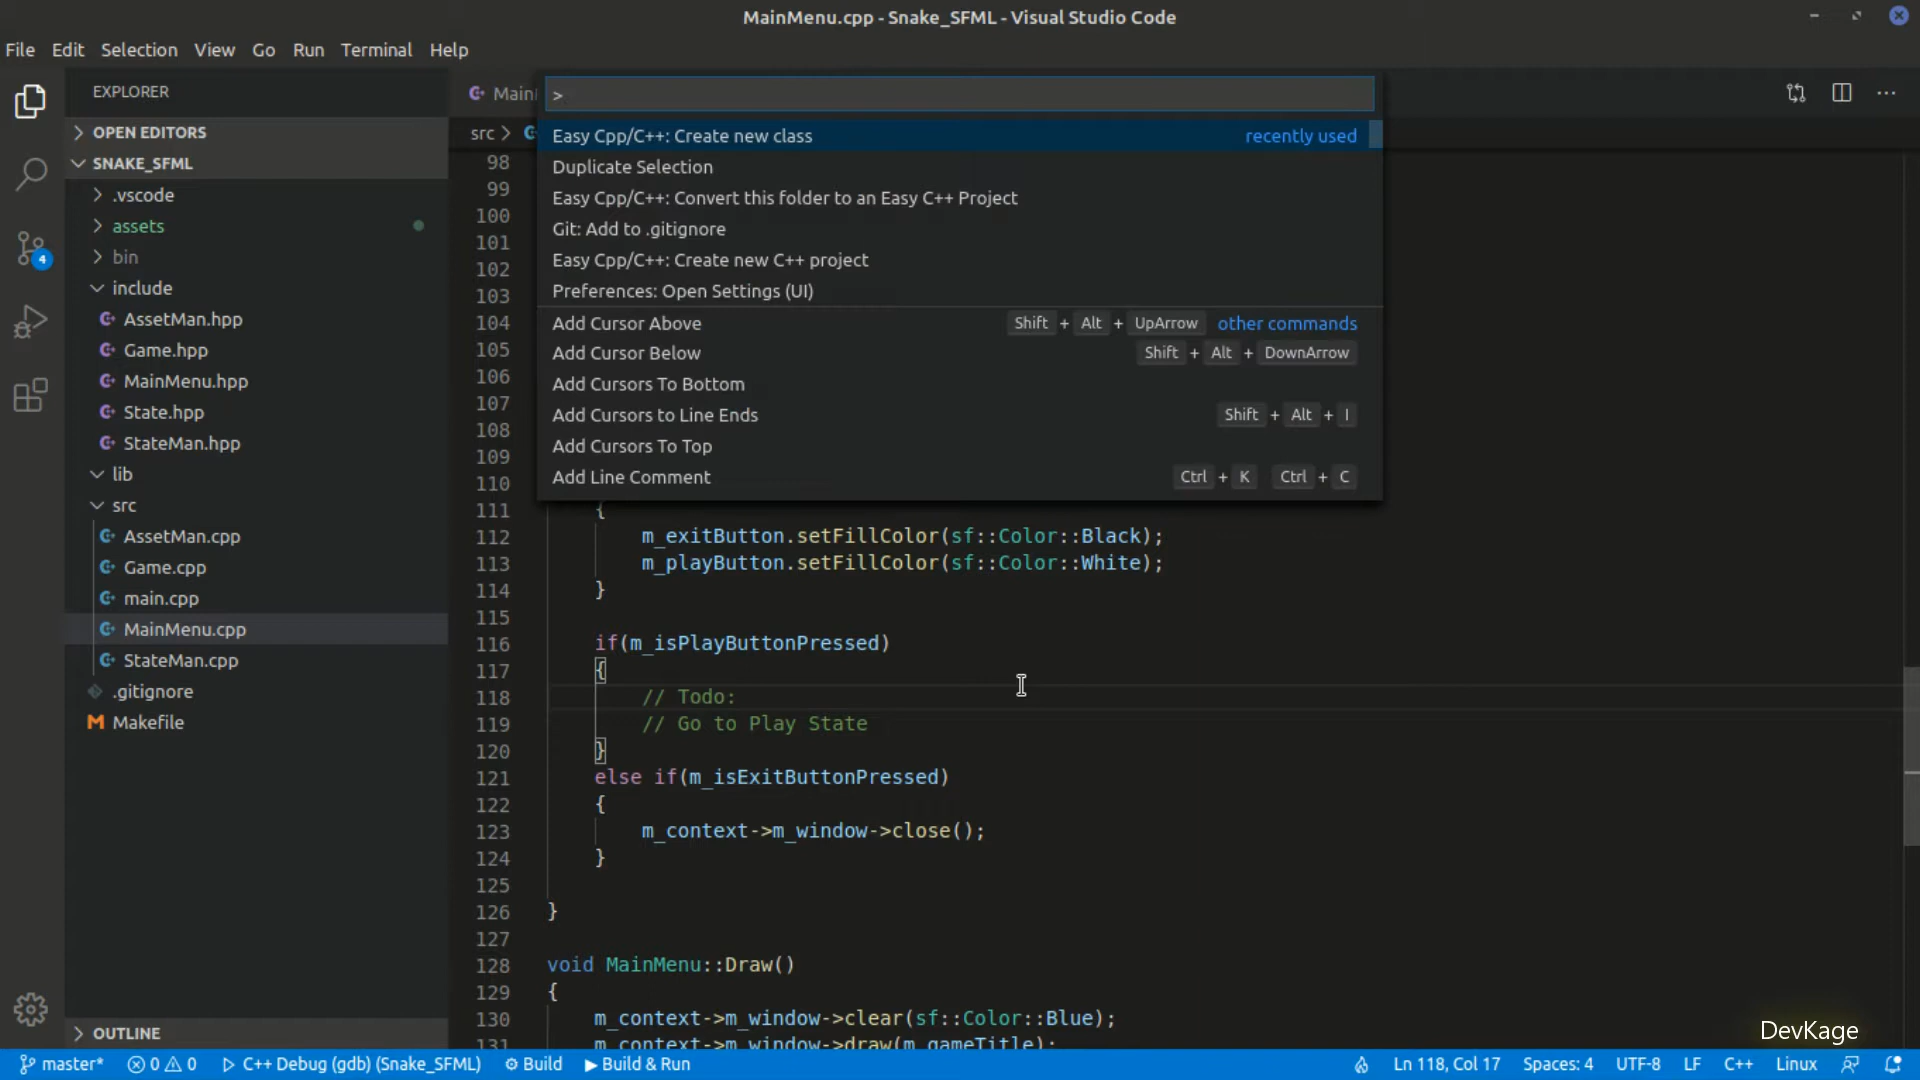 MainMenu.cpp - Snake_SFML - Visual Studio Code
File Edit Selection View Go Run Terminal Help
EXPLORER
OPEN EDITORS
SNAKE_SFML
.vscode
assets
bin
include
AssetMan.hpp
Game.hpp
MainMenu.hpp
State.hpp
StateMan.hpp
lib
src
AssetMan.cpp
Game.cpp
main.cpp
MainMenu.cpp
StateMan.cpp
.gitignore
Makefile
OUTLINE
4
>
src >
Easy Cpp/C++: Create new class recently used
Duplicate Selection
Easy Cpp/C++: Convert this folder to an Easy C++ Project
Git: Add to .gitignore
Easy Cpp/C++: Create new C++ project
Preferences: Open Settings (UI)
Add Cursor Above Shift + Alt + UpArrow other commands
Add Cursor Below Shift + Alt + DownArrow
Add Cursors To Bottom
Add Cursors to Line Ends Shift + Alt + I
Add Cursors To Top
Add Line Comment Ctrl + K Ctrl + C
98
99
100
101
102
103
104
105
106
107
108
109
110
111 {
112 m_exitButton.setFillColor(sf::Color::Black);
113 m_playButton.setFillColor(sf::Color::White);
114 }
115
116 if(m_isPlayButtonPressed)
117 {
118 // Todo:
119 // Go to Play State
120 }
121 else if(m_isExitButtonPressed)
122 {
123 m_context->m_window->close();
124 }
125
126 }
127
128 void MainMenu::Draw()
129 {
130 m_context->m_window->clear(sf::Color::Blue);
131 m_context->m_window->draw(m_gameTitle);
DevKage
master* 0 0 C++ Debug (gdb) (Snake_SFML) Build Build & Run Ln 118, Col 17 Spaces: 4 UTF-8 LF C++ Linux